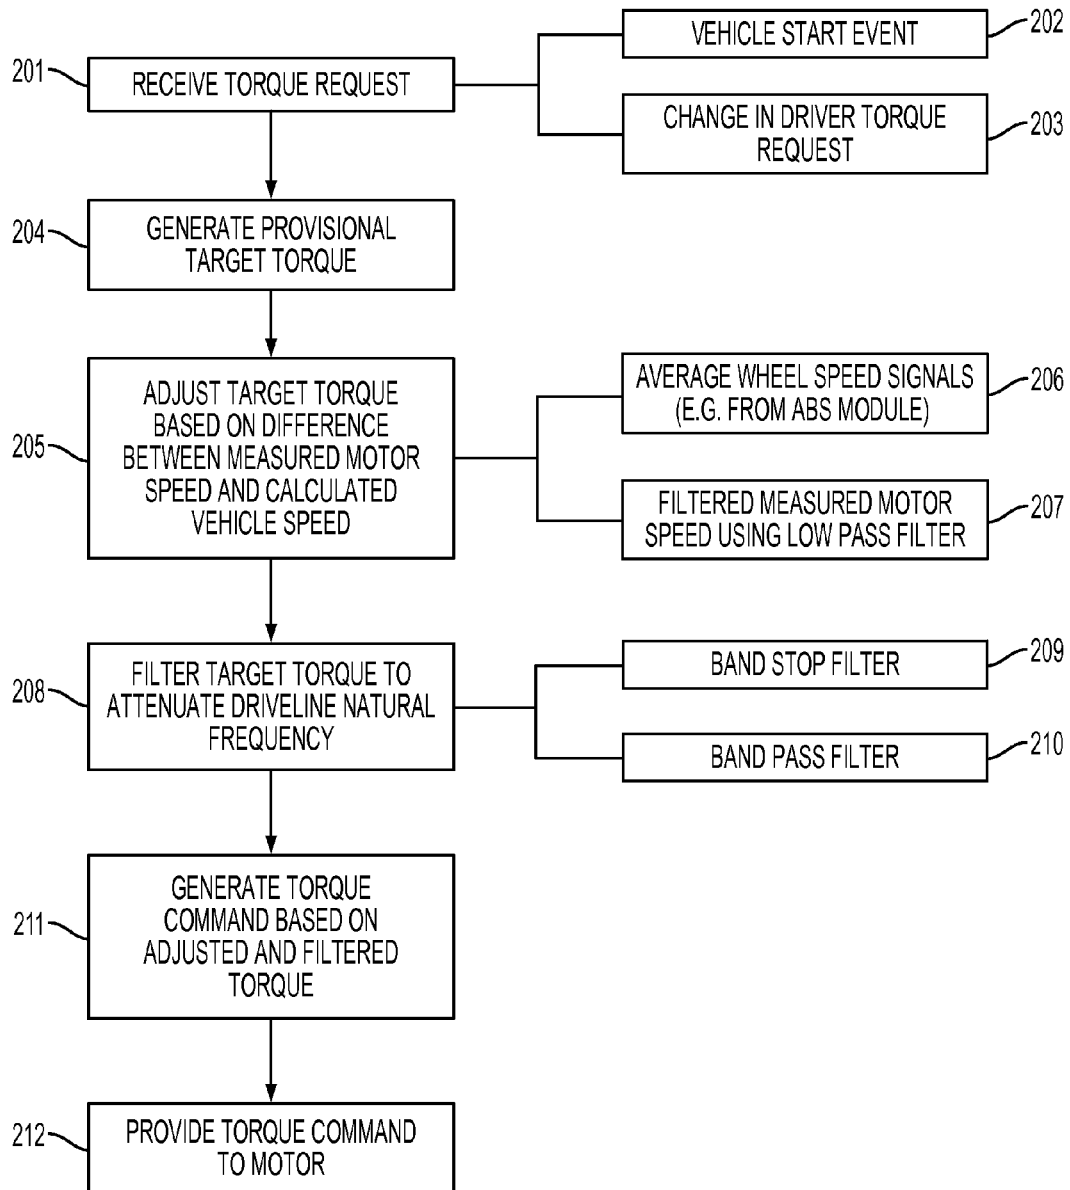 201
RECEIVE TORQUE REQUEST
VEHICLE START EVENT
202
CHANGE IN DRIVER TORQUE
REQUEST
203
204
GENERATE PROVISIONAL
TARGET TORQUE
205
ADJUST TARGET TORQUE
BASED ON DIFFERENCE
BETWEEN MEASURED MOTOR
SPEED AND CALCULATED
VEHICLE SPEED
AVERAGE WHEEL SPEED SIGNALS
(E.G. FROM ABS MODULE)
206
FILTERED MEASURED MOTOR
SPEED USING LOW PASS FILTER
207
208
FILTER TARGET TORQUE TO
ATTENUATE DRIVELINE NATURAL
FREQUENCY
BAND STOP FILTER
209
BAND PASS FILTER
210
211
GENERATE TORQUE
COMMAND BASED ON
ADJUSTED AND FILTERED
TORQUE
212
PROVIDE TORQUE COMMAND
TO MOTOR